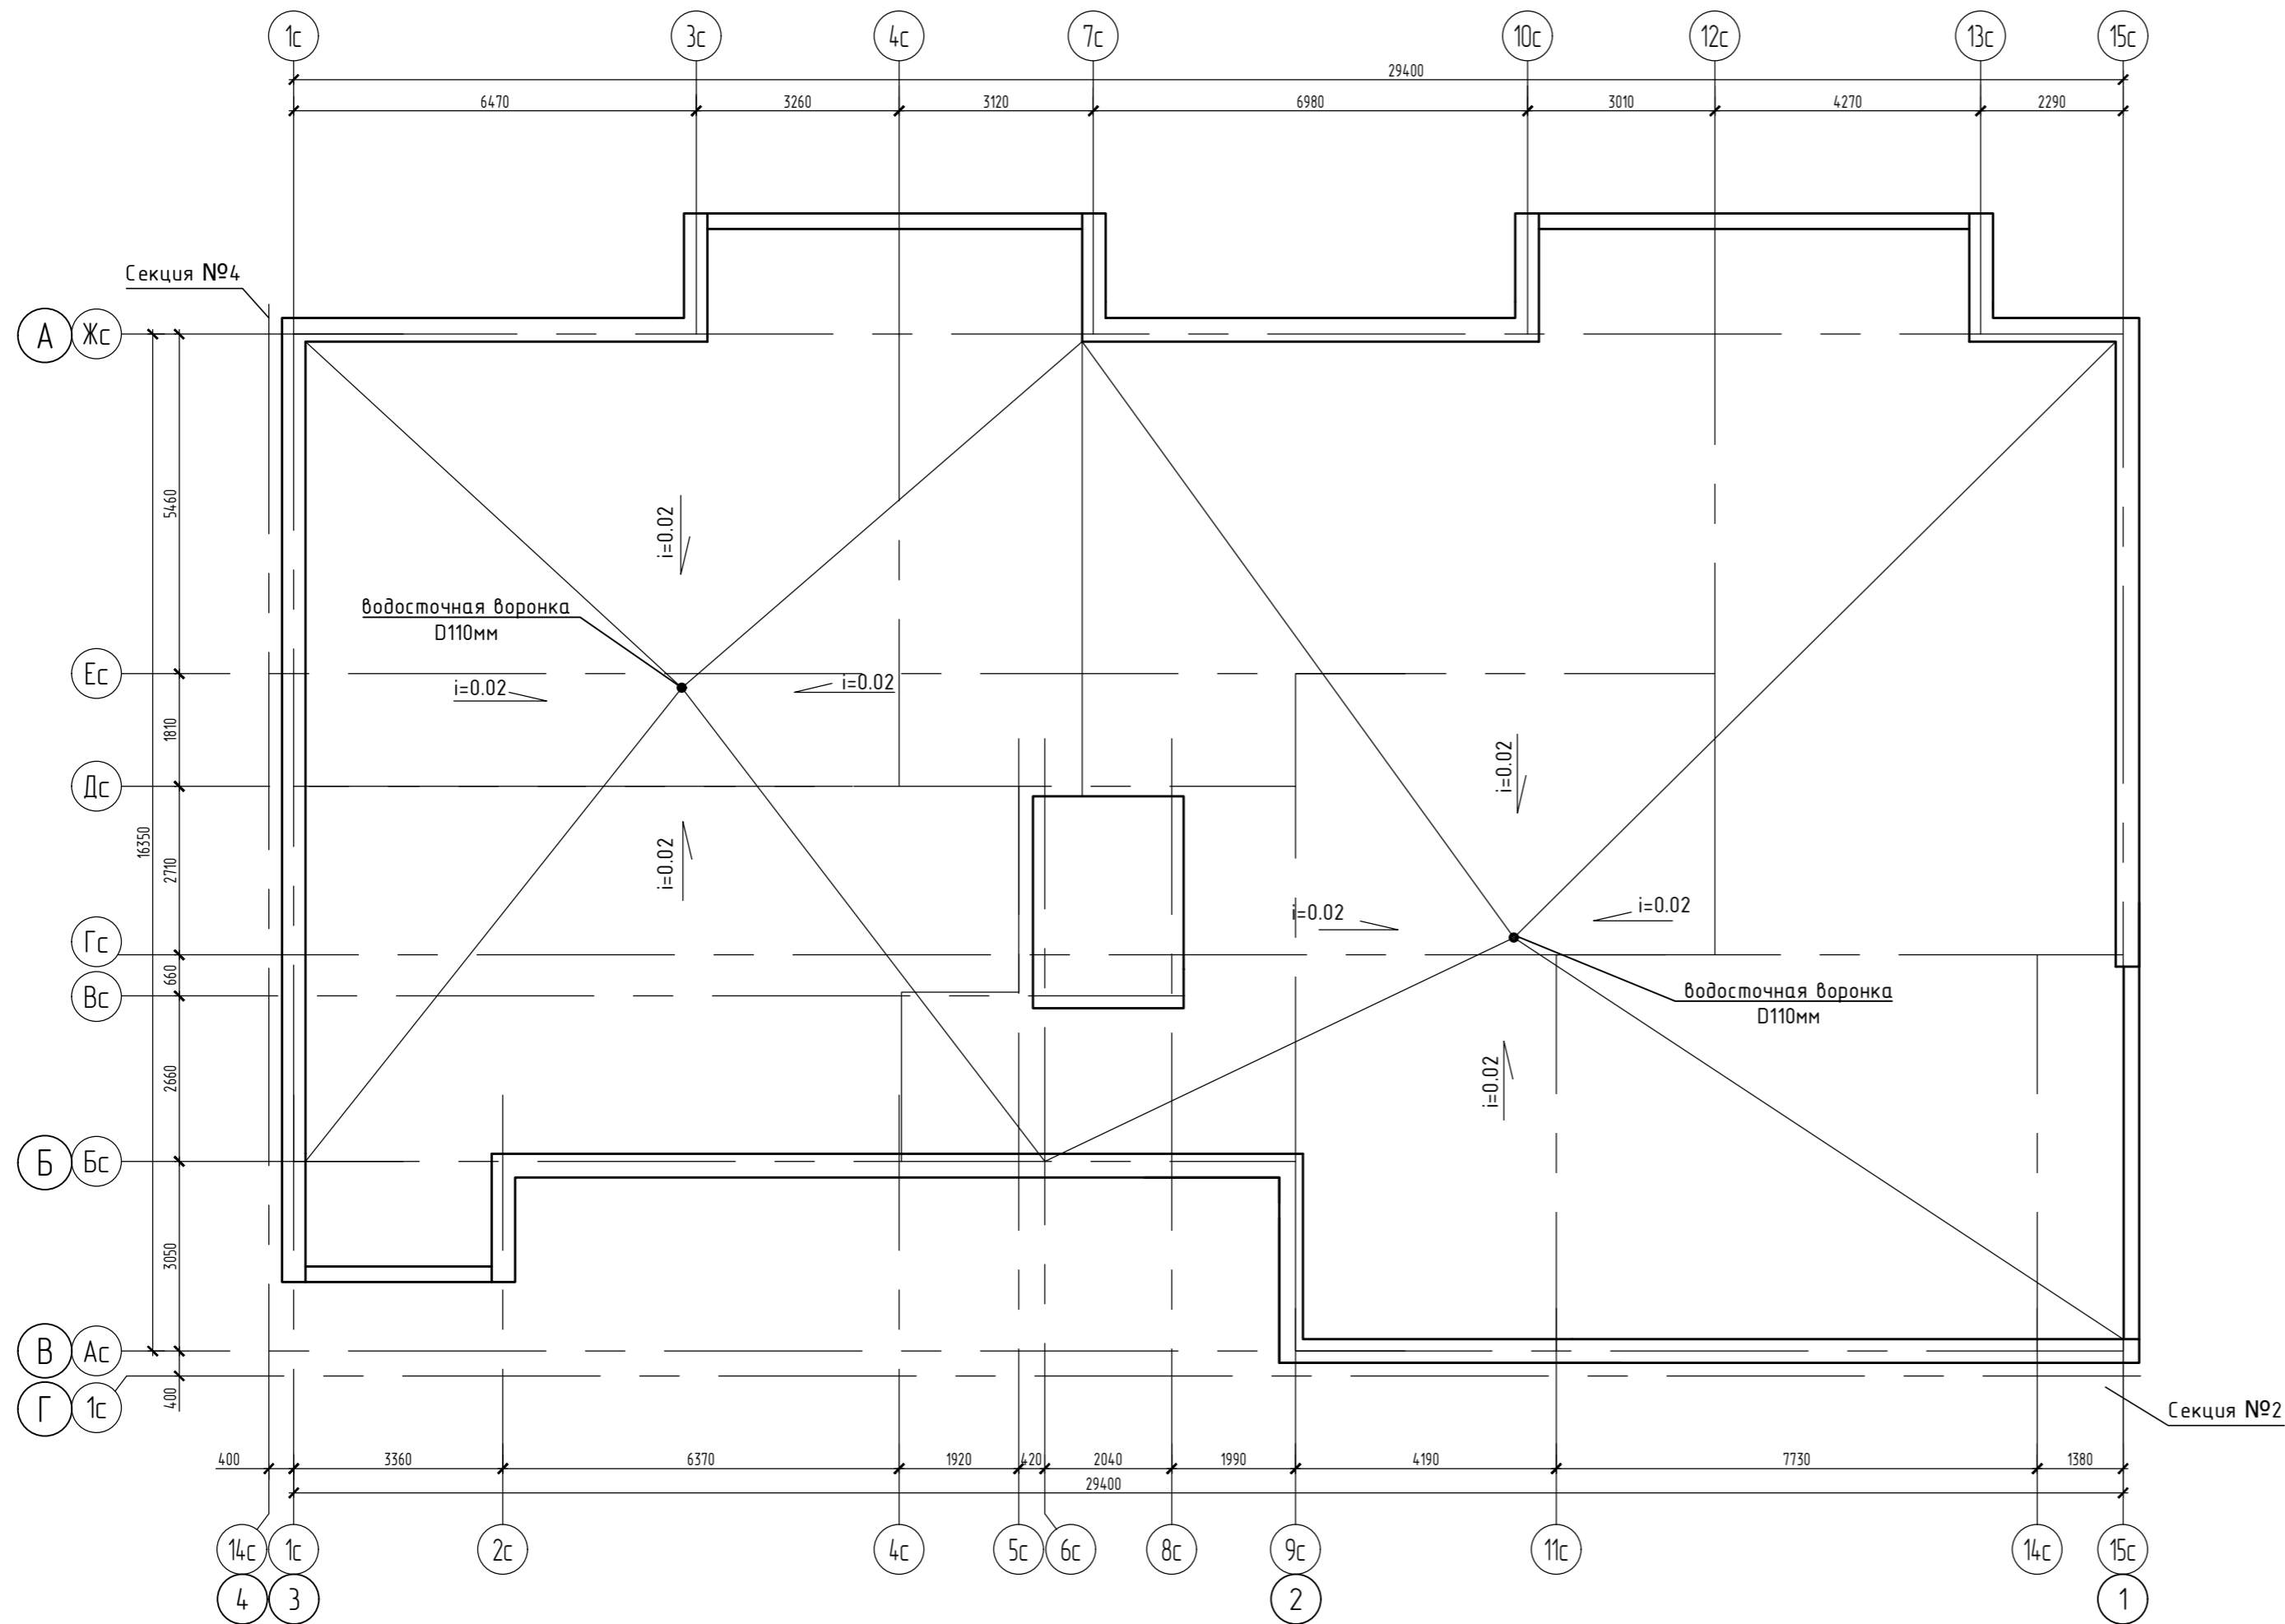 1с
3с
4с
7с
10с
12с
13с
15с
29400
6470
3260
3120
6980
3010
4270
2290
Секция №4
А
Жс
5460
i=0.02
водосточная воронка
D110мм
Ес
i=0.02
i=0.02
1810
i=0.02
Дс
16350
2710
i=0.02
i=0.02
i=0.02
Гс
660
Вс
водосточная воронка
D110мм
2660
i=0.02
Б
Бс
3050
В
Ас
400
Г
1с
Секция №2
400
3360
6370
1920
420
2040
1990
4190
7730
1380
29400
14с
1с
2с
4с
5с
6с
8с
9с
11с
14с
15с
4
3
2
1